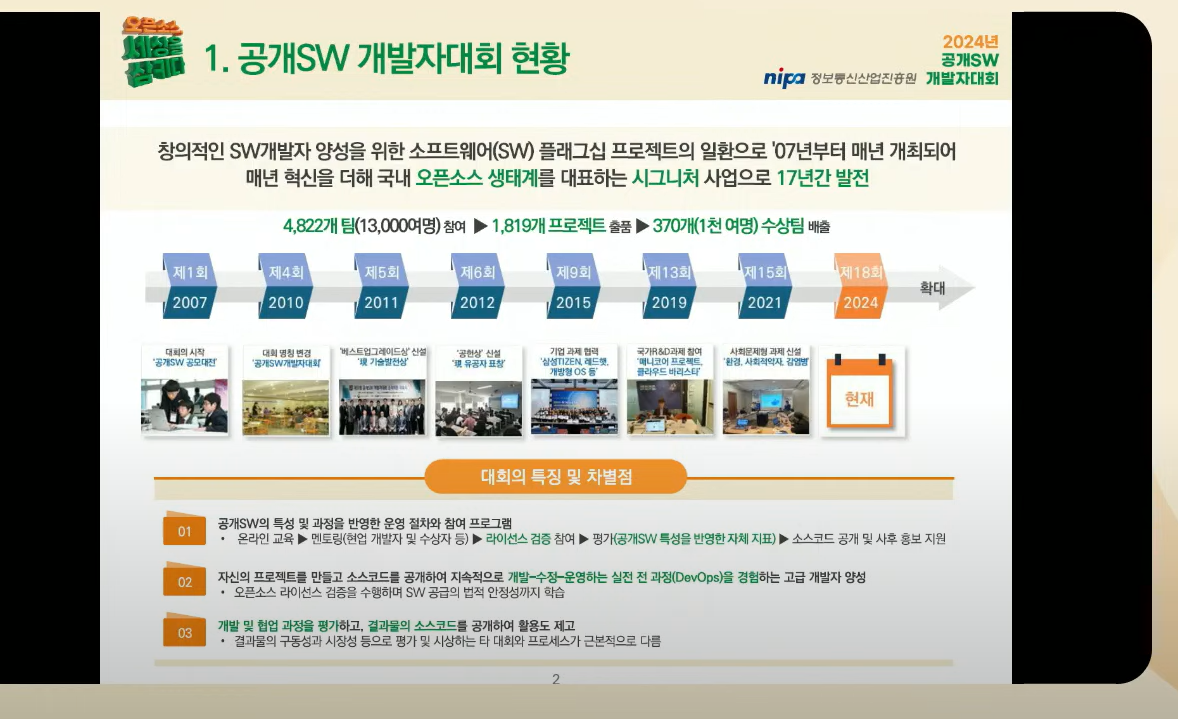 오픈소스
세상을
살리다
1. 공개SW 개발자대회 현황
nipa 정보통신산업진흥원
2024년
공개SW
개발자대회
창의적인 SW개발자 양성을 위한 소프트웨어(SW) 플래그십 프로젝트의 일환으로 '07년부터 매년 개최되어
매년 혁신을 더해 국내 오픈소스 생태계를 대표하는 시그니처 사업으로 17년간 발전
4,822개 팀(13,000여명) 참여 ▶ 1,819개 프로젝트 출품 ▶ 370개(1천 여명) 수상팀 배출
제1회 제4회 제5회 제6회 제9회 제13회 제15회 제18회
2007 2010 2011 2012 2015 2019 2021 2024
확대
대회의 시작
'공개SW 공모대전'
대회 명칭 변경
'공개SW개발자대회'
'베스트업그레이드상' 신설
'現 기술발전상'
'공헌상' 신설
'現 유공자 표창'
기업 과제 협력
'삼성TIZEN, 레드햇,
개방형 OS 등'
국가R&D과제 참여
'매니코어 프로젝트,
클라우드 바리스타'
사회문제형 과제 신설
'환경, 사회적약자, 감염병'
현재
대회의 특징 및 차별점
01
공개SW의 특성 및 과정을 반영한 운영 절차와 참여 프로그램
• 온라인 교육 ▶ 멘토링(현업 개발자 및 수상자 등) ▶ 라이선스 검증 참여 ▶ 평가(공개SW 특성을 반영한 자체 지표) ▶ 소스코드 공개 및 사후 홍보 지원
02
자신의 프로젝트를 만들고 소스코드를 공개하여 지속적으로 개발-수정-운영하는 실전 전 과정(DevOps)을 경험하는 고급 개발자 양성
• 오픈소스 라이선스 검증을 수행하며 SW 공급의 법적 안정성까지 학습
03
개발 및 협업 과정을 평가하고, 결과물의 소스코드를 공개하여 활용도 제고
• 결과물의 구동성과 시장성 등으로 평가 및 시상하는 타 대회와 프로세스가 근본적으로 다름
2